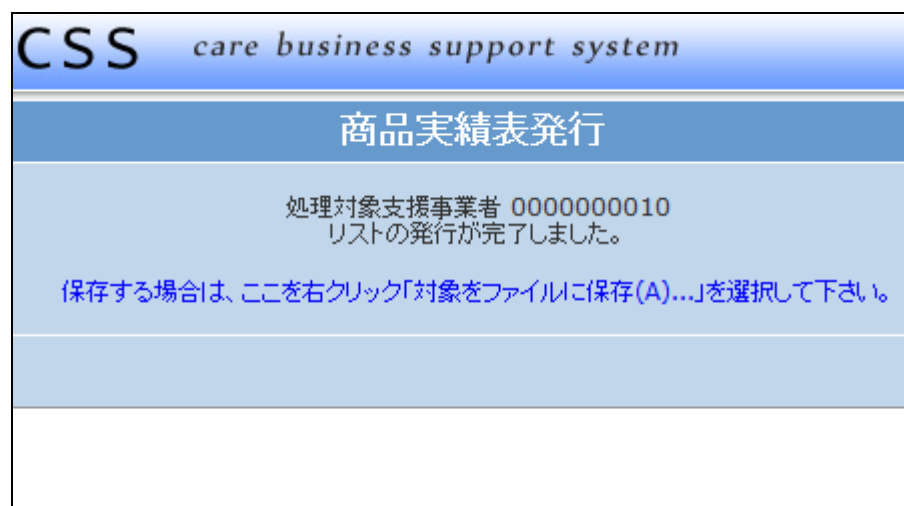 CSS care business support system
商品実績表発行
処理対象支援事業者 0000000010
リストの発行が完了しました。
保存する場合は、ここを右クリック「対象をファイルに保存(A)...」を選択して下さい。